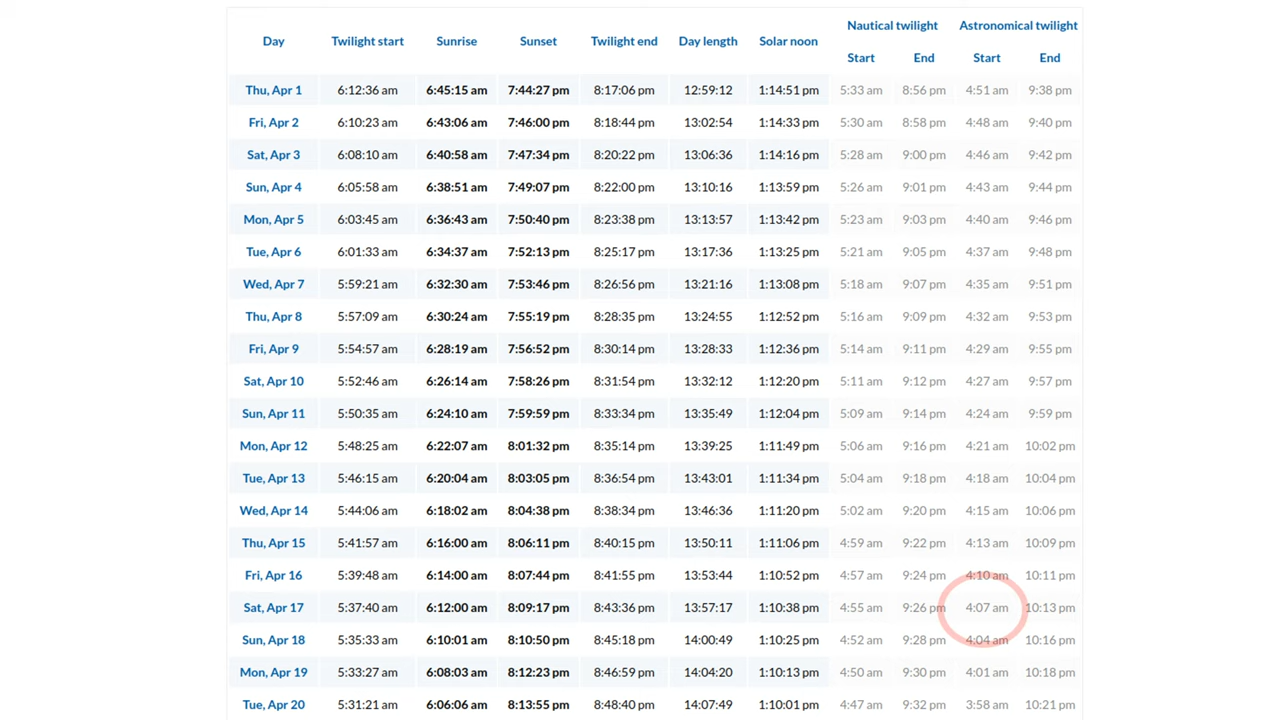 Nautical twilight Astronomical twilight
Day Twilight start Sunrise Sunset Twilight end Day length Solar noon
Start End Start End
Thu, Apr 1 6:12:36 am 6:45:15 am 7:44:27 pm 8:17:06 pm 12:59:12 1:14:51 pm 5:33 am 8:56 pm 4:51 am 9:38 pm
Fri, Apr 2 6:10:23 am 6:43:06 am 7:46:00 pm 8:18:44 pm 13:02:54 1:14:33 pm 5:30 am 8:58 pm 4:48 am 9:40 pm
Sat, Apr 3 6:08:10 am 6:40:58 am 7:47:34 pm 8:20:22 pm 13:06:36 1:14:16 pm 5:28 am 9:00 pm 4:46 am 9:42 pm
Sun, Apr 4 6:05:58 am 6:38:51 am 7:49:07 pm 8:22:00 pm 13:10:16 1:13:59 pm 5:26 am 9:01 pm 4:43 am 9:44 pm
Mon, Apr 5 6:03:45 am 6:36:43 am 7:50:40 pm 8:23:38 pm 13:13:57 1:13:42 pm 5:23 am 9:03 pm 4:40 am 9:46 pm
Tue, Apr 6 6:01:33 am 6:34:37 am 7:52:13 pm 8:25:17 pm 13:17:36 1:13:25 pm 5:21 am 9:05 pm 4:37 am 9:48 pm
Wed, Apr 7 5:59:21 am 6:32:30 am 7:53:46 pm 8:26:56 pm 13:21:16 1:13:08 pm 5:18 am 9:07 pm 4:35 am 9:51 pm
Thu, Apr 8 5:57:09 am 6:30:24 am 7:55:19 pm 8:28:35 pm 13:24:55 1:12:52 pm 5:16 am 9:09 pm 4:32 am 9:53 pm
Fri, Apr 9 5:54:57 am 6:28:19 am 7:56:52 pm 8:30:14 pm 13:28:33 1:12:36 pm 5:14 am 9:11 pm 4:29 am 9:55 pm
Sat, Apr 10 5:52:46 am 6:26:14 am 7:58:26 pm 8:31:54 pm 13:32:12 1:12:20 pm 5:11 am 9:12 pm 4:27 am 9:57 pm
Sun, Apr 11 5:50:35 am 6:24:10 am 7:59:59 pm 8:33:34 pm 13:35:49 1:12:04 pm 5:09 am 9:14 pm 4:24 am 9:59 pm
Mon, Apr 12 5:48:25 am 6:22:07 am 8:01:32 pm 8:35:14 pm 13:39:25 1:11:49 pm 5:06 am 9:16 pm 4:21 am 10:02 pm
Tue, Apr 13 5:46:15 am 6:20:04 am 8:03:05 pm 8:36:54 pm 13:43:01 1:11:34 pm 5:04 am 9:18 pm 4:18 am 10:04 pm
Wed, Apr 14 5:44:06 am 6:18:02 am 8:04:38 pm 8:38:34 pm 13:46:36 1:11:20 pm 5:02 am 9:20 pm 4:15 am 10:06 pm
Thu, Apr 15 5:41:57 am 6:16:00 am 8:06:11 pm 8:40:15 pm 13:50:11 1:11:06 pm 4:59 am 9:22 pm 4:13 am 10:09 pm
Fri, Apr 16 5:39:48 am 6:14:00 am 8:07:44 pm 8:41:55 pm 13:53:44 1:10:52 pm 4:57 am 9:24 pm 4:10 am 10:11 pm
Sat, Apr 17 5:37:40 am 6:12:00 am 8:09:17 pm 8:43:36 pm 13:57:17 1:10:38 pm 4:55 am 9:26 pm 4:07 am 10:13 pm
Sun, Apr 18 5:35:33 am 6:10:01 am 8:10:50 pm 8:45:18 pm 14:00:49 1:10:25 pm 4:52 am 9:28 pm 4:04 am 10:16 pm
Mon, Apr 19 5:33:27 am 6:08:03 am 8:12:23 pm 8:46:59 pm 14:04:20 1:10:13 pm 4:50 am 9:30 pm 4:01 am 10:18 pm
Tue, Apr 20 5:31:21 am 6:06:06 am 8:13:55 pm 8:48:40 pm 14:07:49 1:10:01 pm 4:47 am 9:32 pm 3:58 am 10:21 pm